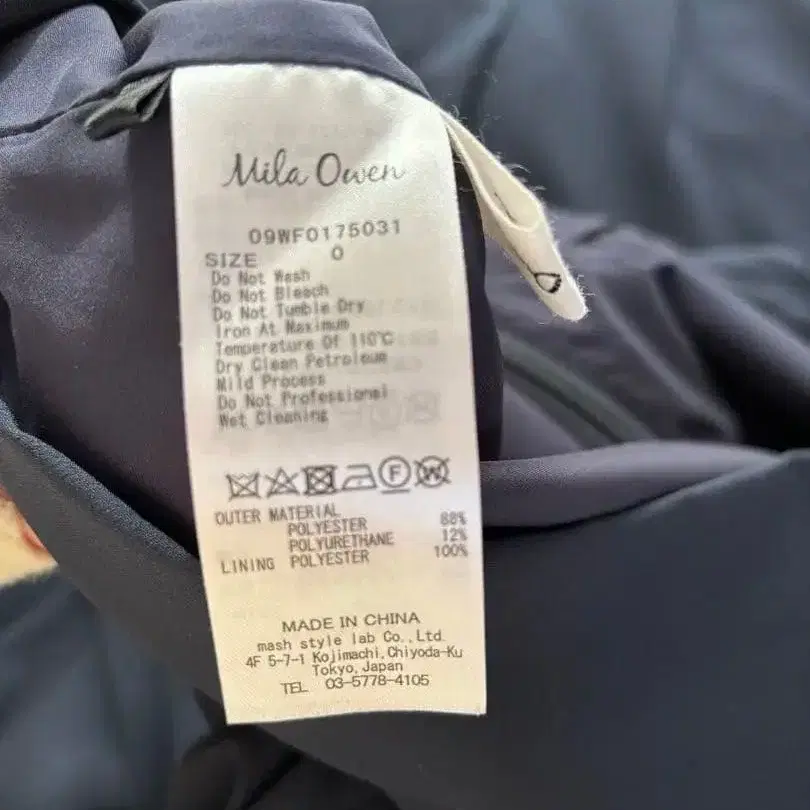 Mila Owen
09WF0175031
SIZE 0
Do Not Wash
Do Not Bleach
Do Not Tumble Dry
Iron At Maximum
Temperature Of 110℃
Dry Clean Petroleum
Mild Process
Do Not Professional
Wet Cleaning
F W
OUTER MATERIAL
POLYESTER 88%
POLYURETHANE 12%
LINING POLYESTER 100%
MADE IN CHINA
mash style lab Co.,Ltd.
4F 5-7-1 Kojimachi,Chiyoda-Ku
Tokyo,Japan
TEL 03-5778-4105